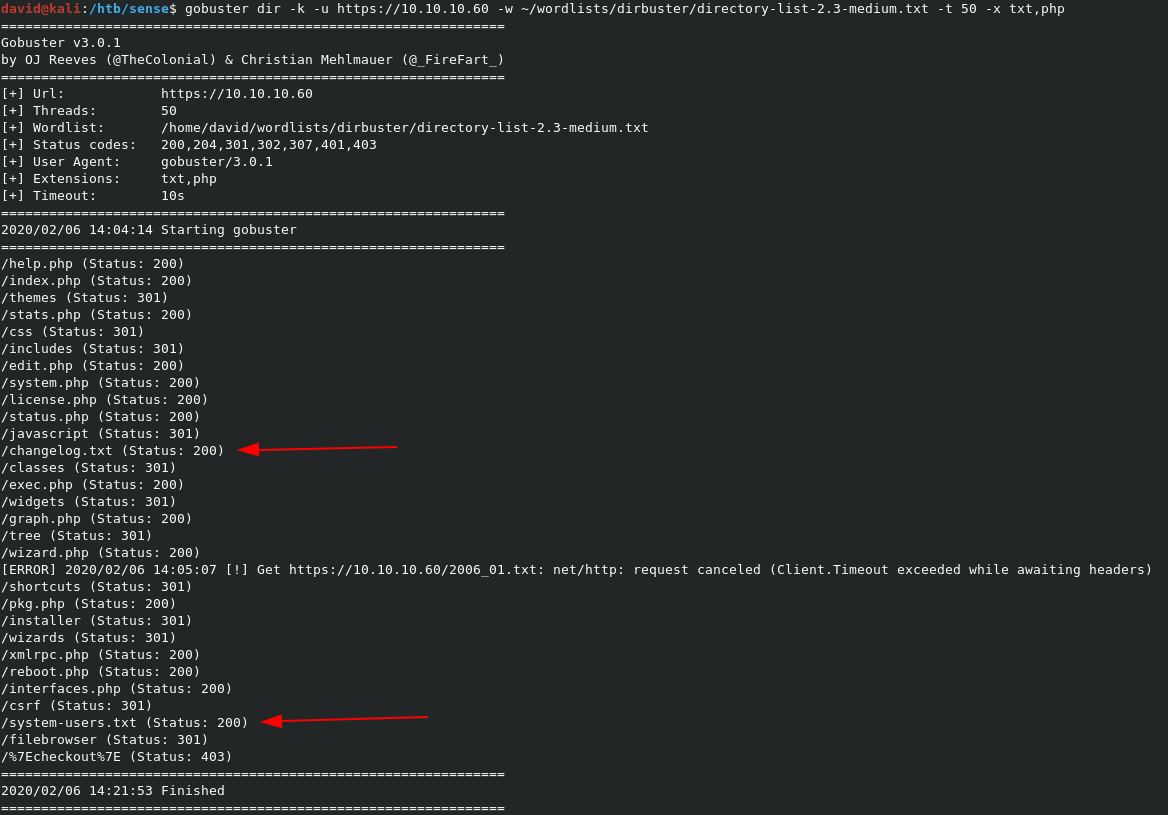 david@kali:/htb/sense$ gobuster dir -k -u https://10.10.10.60 -w ~/wordlists/dirbuster/directory-list-2.3-medium.txt -t 50 -x txt,php
===============================================================
Gobuster v3.0.1
by OJ Reeves (@TheColonial) & Christian Mehlmauer (@_FireFart_)
===============================================================
[+] Url:            https://10.10.10.60
[+] Threads:        50
[+] Wordlist:       /home/david/wordlists/dirbuster/directory-list-2.3-medium.txt
[+] Status codes:   200,204,301,302,307,401,403
[+] User Agent:     gobuster/3.0.1
[+] Extensions:     txt,php
[+] Timeout:        10s
===============================================================
2020/02/06 14:04:14 Starting gobuster
===============================================================
/help.php (Status: 200)
/index.php (Status: 200)
/themes (Status: 301)
/stats.php (Status: 200)
/css (Status: 301)
/includes (Status: 301)
/edit.php (Status: 200)
/system.php (Status: 200)
/license.php (Status: 200)
/status.php (Status: 200)
/javascript (Status: 301)
/changelog.txt (Status: 200)
/classes (Status: 301)
/exec.php (Status: 200)
/widgets (Status: 301)
/graph.php (Status: 200)
/tree (Status: 301)
/wizard.php (Status: 200)
[ERROR] 2020/02/06 14:05:07 [!] Get https://10.10.10.60/2006_01.txt: net/http: request canceled (Client.Timeout exceeded while awaiting headers)
/shortcuts (Status: 301)
/pkg.php (Status: 200)
/installer (Status: 301)
/wizards (Status: 301)
/xmlrpc.php (Status: 200)
/reboot.php (Status: 200)
/interfaces.php (Status: 200)
/csrf (Status: 301)
/system-users.txt (Status: 200)
/filebrowser (Status: 301)
/%7Echeckout%7E (Status: 403)
===============================================================
2020/02/06 14:21:53 Finished
===============================================================